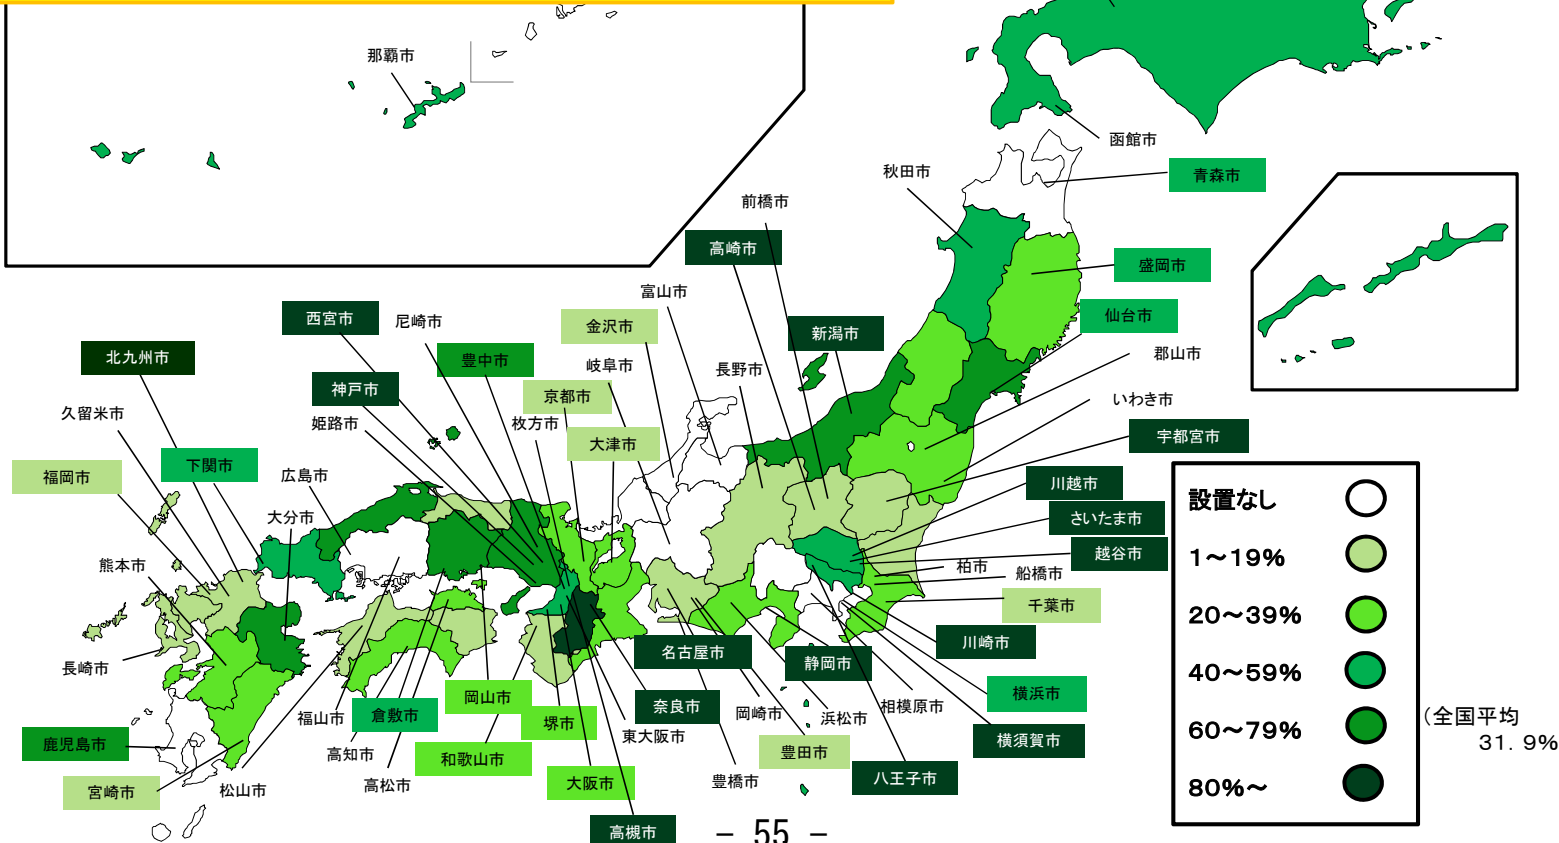 那覇市
函館市
秋田市
青森市
前橋市
高崎市
盛岡市
富山市
西宮市
尼崎市
金沢市
新潟市
仙台市
北九州市
豊中市
岐阜市
長野市
郡山市
神戸市
京都市
いわき市
久留米市
姫路市
枚方市
大津市
宇都宮市
福岡市
下関市
広島市
川越市
大分市
さいたま市
熊本市
越谷市
柏市
船橋市
千葉市
川崎市
長崎市
名古屋市
静岡市
岡山市
奈良市
横浜市
鹿児島市
福山市
倉敷市
堺市
岡崎市
浜松市
相模原市
高知市
和歌山市
東大阪市
豊田市
横須賀市
宮崎市
松山市
高松市
大阪市
豊橋市
八王子市
高槻市
設置なし
1～19%
20～39%
40～59%
60～79%
80%～
(全国平均
31. 9%
- 55 -